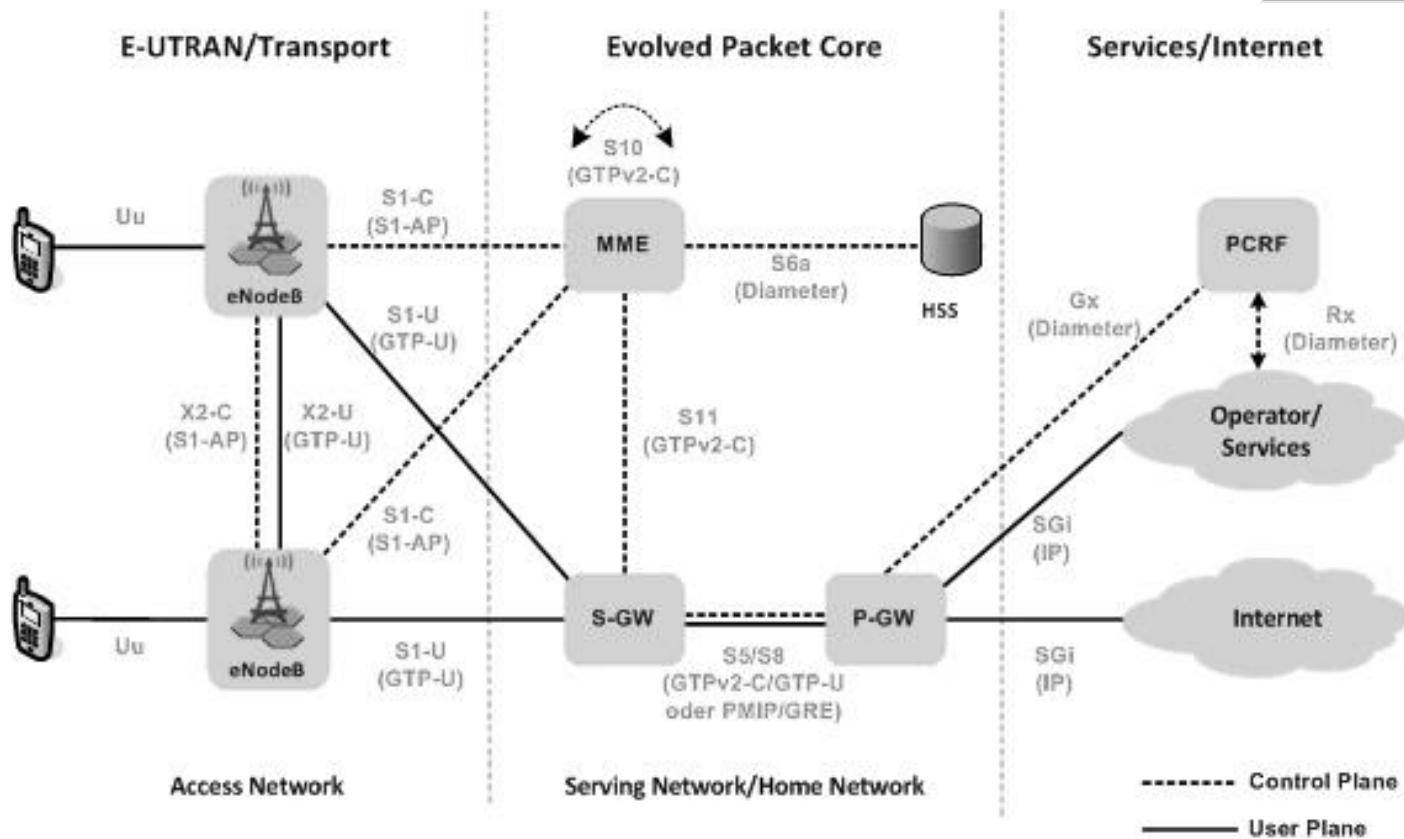 E-UTRAN/Transport
Evolved Packet Core
Services/Internet
S10
(GTPv2-C)
Uu
S1-C
(S1-AP)
MME
PCRF
eNodeB
S6a
(Diameter)
HSS
S1-U
(GTP-U)
Gx
(Diameter)
Rx
(Diameter)
X2-C
(S1-AP)
X2-U
(GTP-U)
S11
(GTPv2-C)
Operator/
Services
S1-C
(S1-AP)
SGi
(IP)
S-GW
P-GW
Internet
Uu
eNodeB
S1-U
(GTP-U)
S5/S8
(GTPv2-C/GTP-U
oder PMIP/GRE)
SGi
(IP)
Access Network
Serving Network/Home Network
Control Plane
User Plane